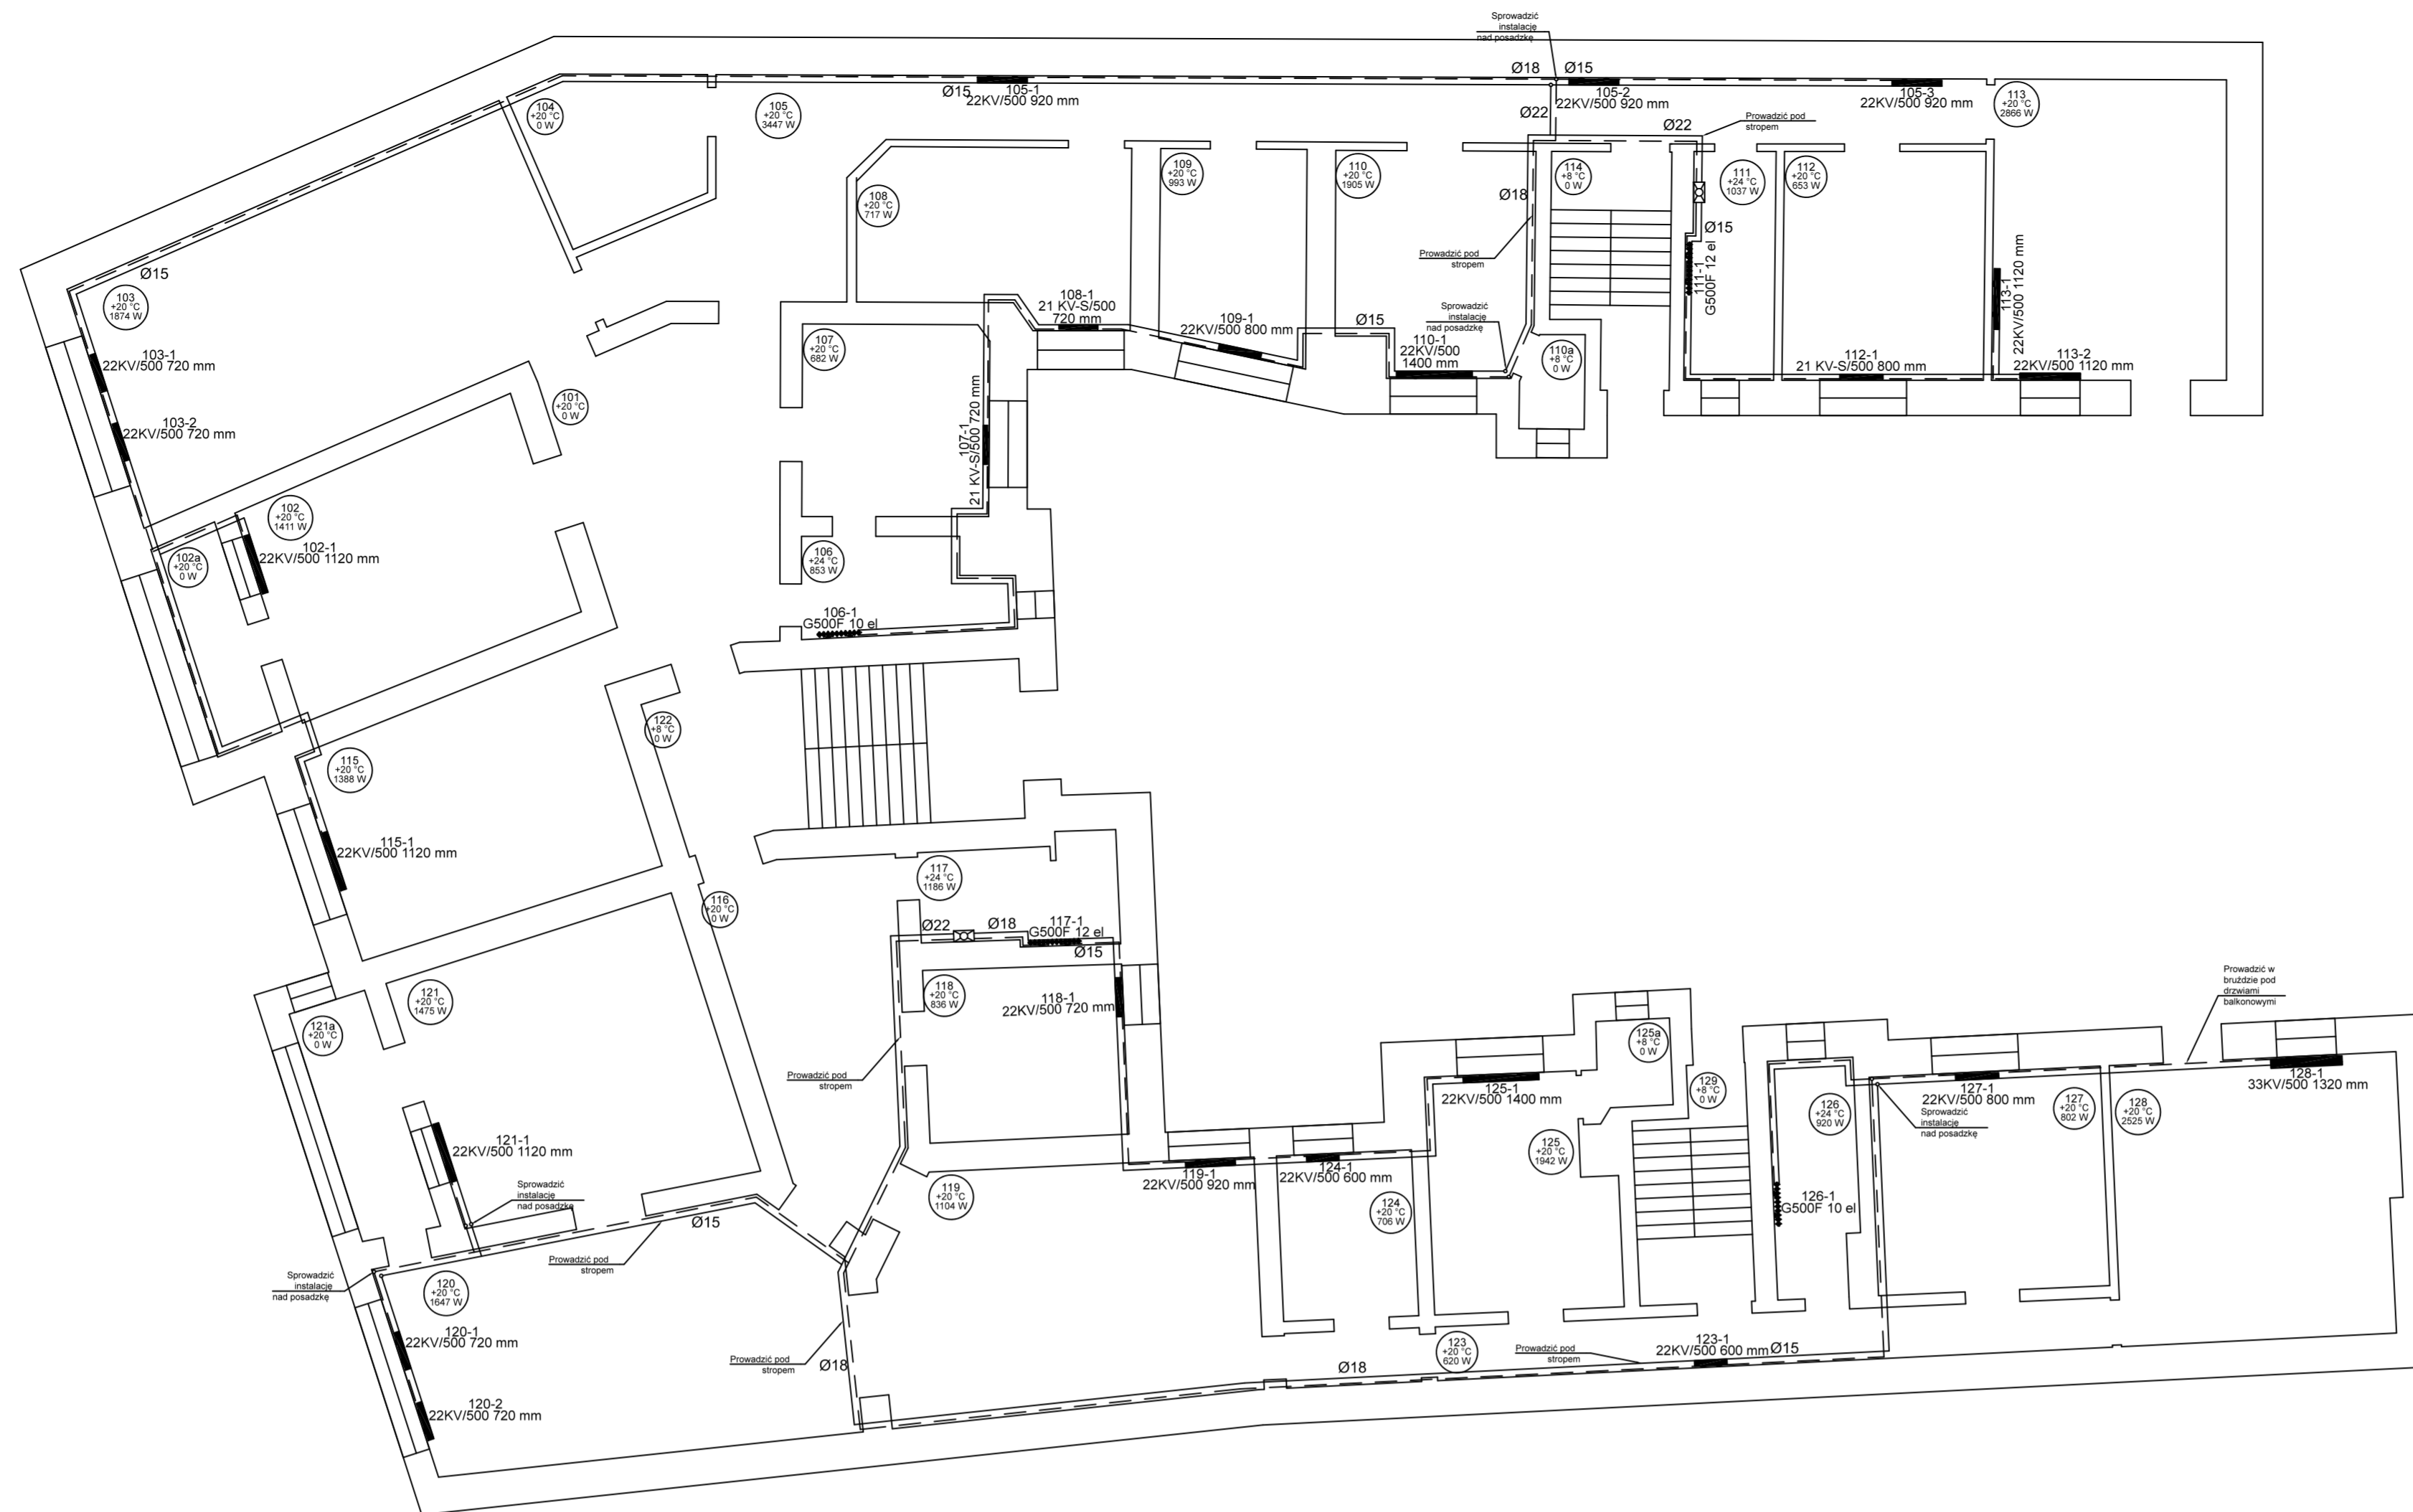 Sprowadzić
instalację
nad posadzkę
Ø18
Ø15
Ø15
105-1
22KV/500 920 mm
105-2
22KV/500 920 mm
105-3
22KV/500 920 mm
104
+20 °C
0 W
105
+20 °C
3447 W
113
+20 °C
2866 W
Ø22
Ø22
Prowadzić pod
stropem
109
+20 °C
993 W
110
+20 °C
1905 W
114
+8 °C
0 W
111
+24 °C
1037 W
112
+20 °C
653 W
108
+20 °C
717 W
Ø18
Ø15
Prowadzić pod
stropem
111-1
G500F 12 el
113-1
22KV/500 1120 mm
Ø15
103
+20 °C
1874 W
108-1
21 KV-S/500
720 mm
109-1
22KV/500 800 mm
Ø15
Sprowadzić
instalację
nad posadzkę
110-1
22KV/500
1400 mm
107
+20 °C
682 W
110a
+8 °C
0 W
112-1
21 KV-S/500 800 mm
113-2
22KV/500 1120 mm
103-1
22KV/500 720 mm
101
+20 °C
0 W
103-2
22KV/500 720 mm
107-1
21 KV-S/500 720 mm
102
+20 °C
1411 W
102-1
22KV/500 1120 mm
102a
+20 °C
0 W
106
+24 °C
853 W
106-1
G500F 10 el
122
+8 °C
0 W
115
+20 °C
1388 W
115-1
22KV/500 1120 mm
117
+24 °C
1186 W
116
+20 °C
0 W
Ø22
Ø18
117-1
G500F 12 el
Ø15
121
+20 °C
1475 W
118
+20 °C
836 W
118-1
22KV/500 720 mm
Prowadzić w
bruździe pod
drzwiami
balkonowymi
121a
+20 °C
0 W
125a
+8 °C
0 W
Prowadzić pod
stropem
125-1
22KV/500 1400 mm
129
+8 °C
0 W
127-1
22KV/500 800 mm
128-1
33KV/500 1320 mm
126
+24 °C
920 W
Sprowadzić
instalację
nad posadzkę
127
+20 °C
802 W
128
+20 °C
2525 W
121-1
22KV/500 1120 mm
125
+20 °C
1942 W
119-1
22KV/500 920 mm
124-1
22KV/500 600 mm
Sprowadzić
instalację
nad posadzkę
119
+20 °C
1104 W
124
+20 °C
706 W
126-1
G500F 10 el
Ø15
Prowadzić pod
stropem
Sprowadzić
instalację
nad posadzkę
120
+20 °C
1647 W
120-1
22KV/500 720 mm
Prowadzić pod
stropem
Ø18
Ø18
123
+20 °C
620 W
Prowadzić pod
stropem
123-1
22KV/500 600 mm
Ø15
120-2
22KV/500 720 mm